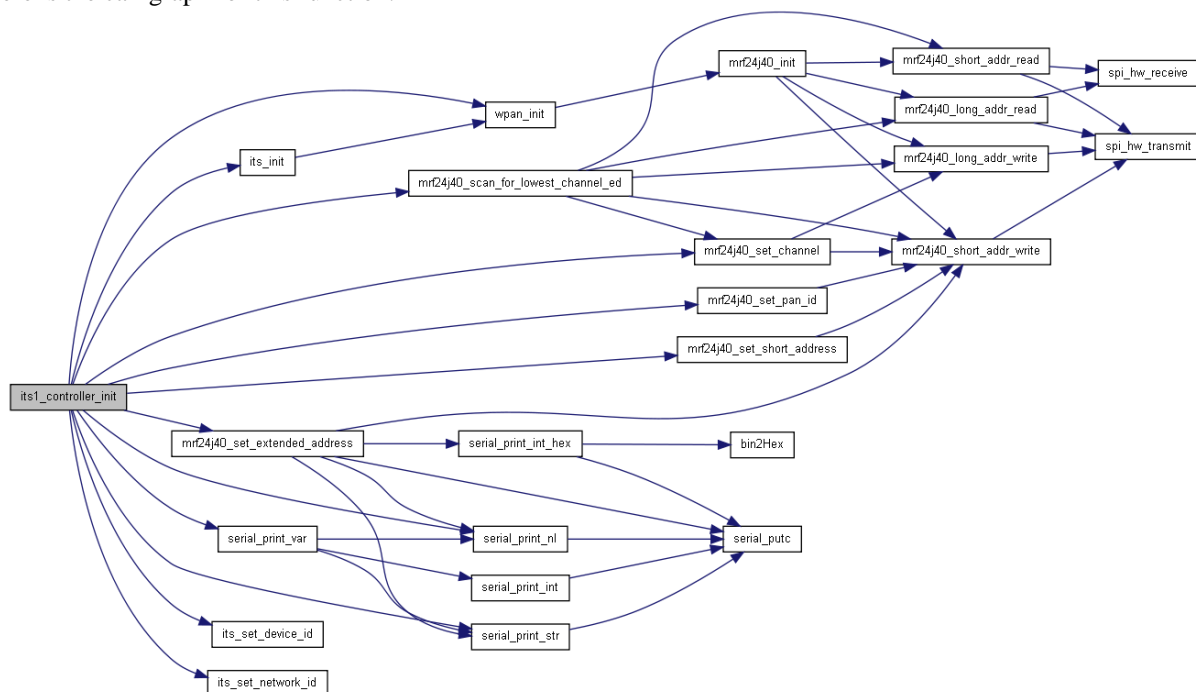 mrf24j40_init
mrf24j40_short_addr_read
spi_hw_receive
wpan_init
mrf24j40_long_addr_read
its_init
mrf24j40_long_addr_write
spi_hw_transmit
mrf24j40_scan_for_lowest_channel_ed
mrf24j40_set_channel
mrf24j40_short_addr_write
mrf24j40_set_pan_id
mrf24j40_set_short_address
its1_controller_init
mrf24j40_set_extended_address
serial_print_int_hex
bin2Hex
serial_print_var
serial_print_nl
serial_putc
serial_print_int
its_set_device_id
serial_print_str
its_set_network_id